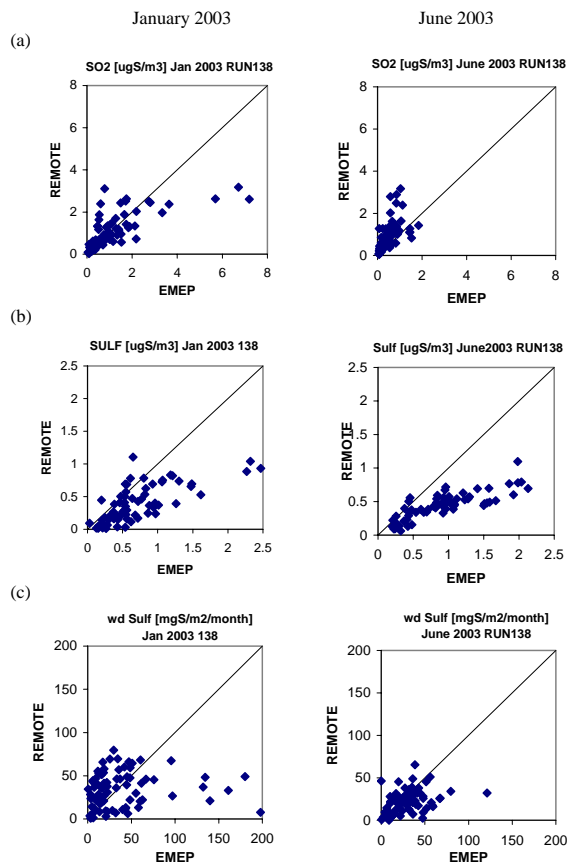 January 2003
June 2003
(a)
SO2 [ugS/m3] Jan 2003 RUN138
8
6
4
2
0
REMOTE
0 2 4 6 8
EMEP
SO2 [ugS/m3] June 2003 RUN138
8
6
4
2
0
REMOTE
0 2 4 6 8
EMEP
(b)
SULF [ugS/m3] Jan 2003 138
2.5
2
1.5
1
0.5
0
REMOTE
0 0.5 1 1.5 2 2.5
EMEP
Sulf [ugS/m3] June2003 RUN138
2.5
2
1.5
1
0.5
0
REMOTE
0 0.5 1 1.5 2 2.5
EMEP
(c)
wd Sulf [mgS/m2/month]
Jan 2003 138
200
150
100
50
0
REMOTE
0 50 100 150 200
EMEP
wd Sulf [mgS/m2/month]
June 2003 RUN138
200
150
100
50
0
REMOTE
0 50 100 150 200
EMEP